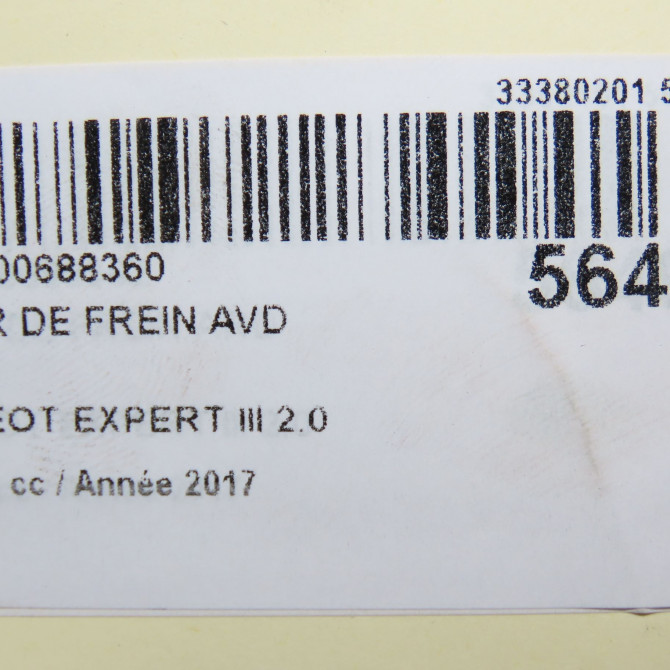 33380201 5
00688360
564
R DE FREIN AVD
EOT EXPERT III 2.0
cc / Année 2017